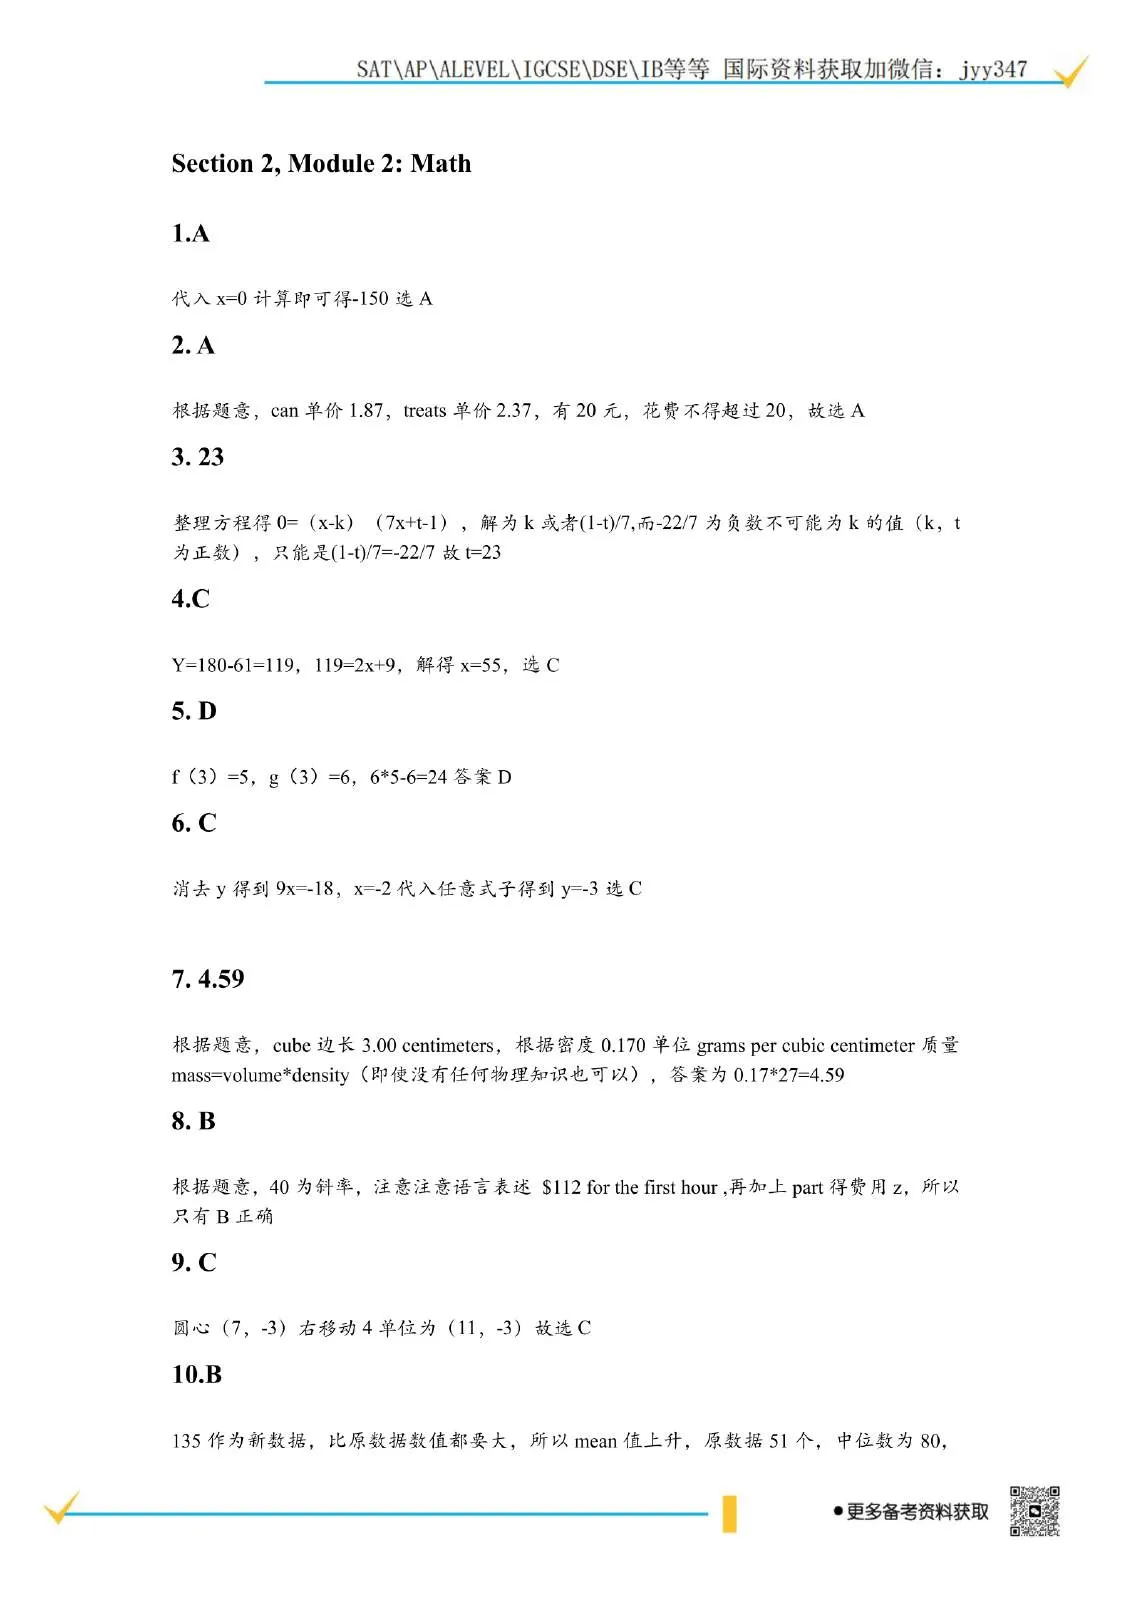 SAT\AP\ALEVEL\IGCSE\DSE\IB等等 国际资料获取加微信：jyy347
Section 2, Module 2: Math
1.A
代入 x=0 计算即可得-150 选 A
2. A
根据题意，can 单价 1.87，treats 单价 2.37，有 20 元，花费不得超过 20，故选 A
3. 23
整理方程得 0=（x-k）（7x+t-1），解为 k 或者(1-t)/7,而-22/7 为负数不可能为 k 的值（k，t
为正数），只能是(1-t)/7=-22/7 故 t=23
4.C
Y=180-61=119，119=2x+9，解得 x=55，选 C
5. D
f（3）=5，g（3）=6，6*5-6=24 答案 D
6. C
消去 y 得到 9x=-18，x=-2 代入任意式子得到 y=-3 选 C
7. 4.59
根据题意，cube 边长 3.00 centimeters，根据密度 0.170 单位 grams per cubic centimeter 质量
mass=volume*density（即使没有任何物理知识也可以），答案为 0.17*27=4.59
8. B
根据题意，40 为斜率，注意注意语言表述 $112 for the first hour ,再加上 part 得费用 z，所以
只有 B 正确
9. C
圆心（7，-3）右移动 4 单位为（11，-3）故选 C
10.B
135 作为新数据，比原数据数值都要大，所以 mean 值上升，原数据 51 个，中位数为 80，
●更多备考资料获取